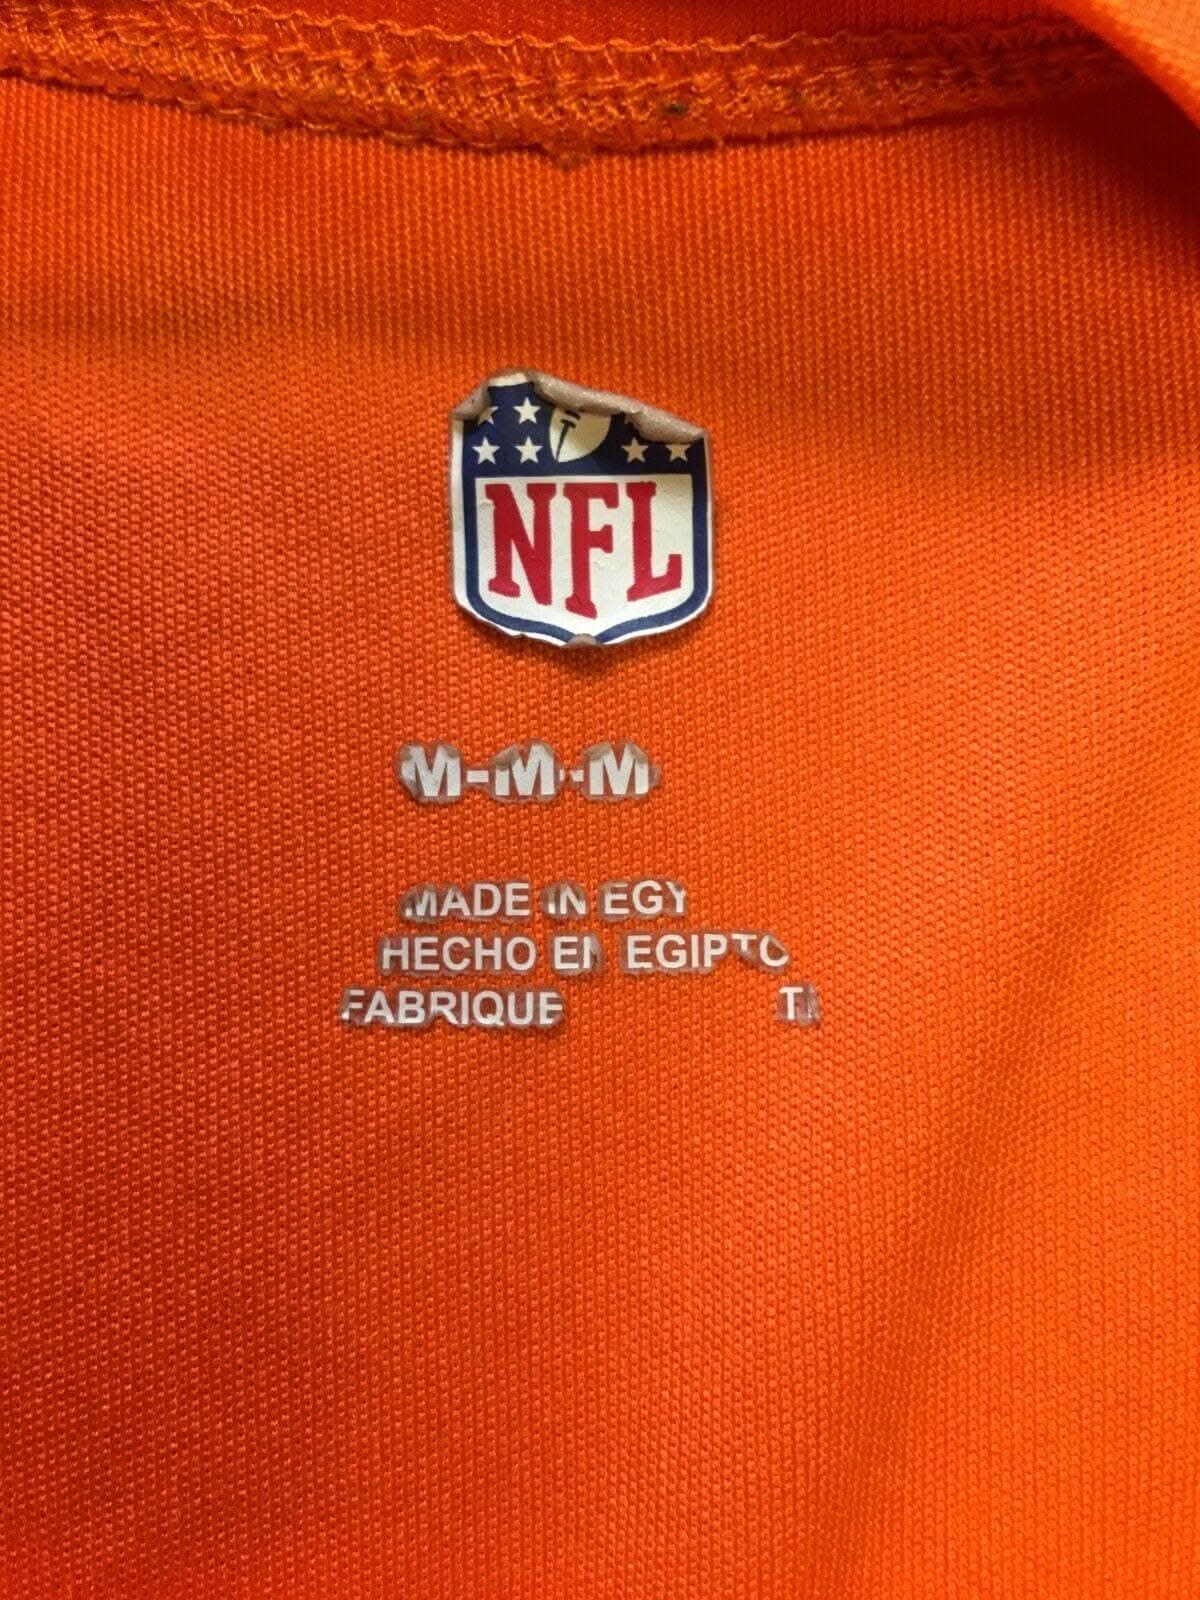 NFL
M-M-M
MADE IN EGY
HECHO EN EGIPTO
FABRIQUE